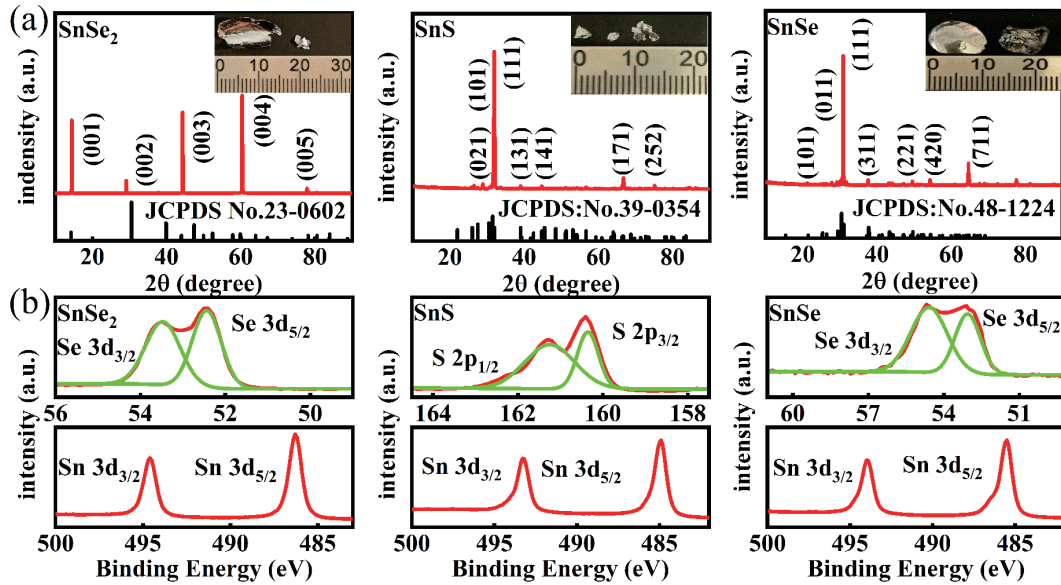 (a)
SnSe2
0 10 20 30
(001)
(002)
(003)
(004)
(005)
JCPDS No.23-0602
indensity (a.u.)
20 40 60 80
2θ (degree)
SnS
0 10 20
(021)
(101)
(111)
(131)
(141)
(171)
(252)
JCPDS:No.39-0354
intensity (a.u.)
20 40 60 80
2θ (degree)
SnSe
0 10 20
(101)
(011)
(111)
(311)
(221)
(420)
(711)
JCPDS:No.48-1224
intensity (a.u.)
20 40 60 80
2θ (degree)
(b)
SnSe2
Se 3d3/2
Se 3d5/2
56 54 52 50
intensity (a.u.)
Sn 3d3/2
Sn 3d5/2
500 495 490 485
Binding Energy (eV)
SnS
S 2p1/2
S 2p3/2
164 162 160 158
intensity (a.u.)
Sn 3d3/2
Sn 3d5/2
500 495 490 485
Binding Energy (eV)
SnSe
Se 3d3/2
Se 3d5/2
60 57 54 51
intensity (a.u.)
Sn 3d3/2
Sn 3d5/2
500 495 490 485
Binding Energy (eV)